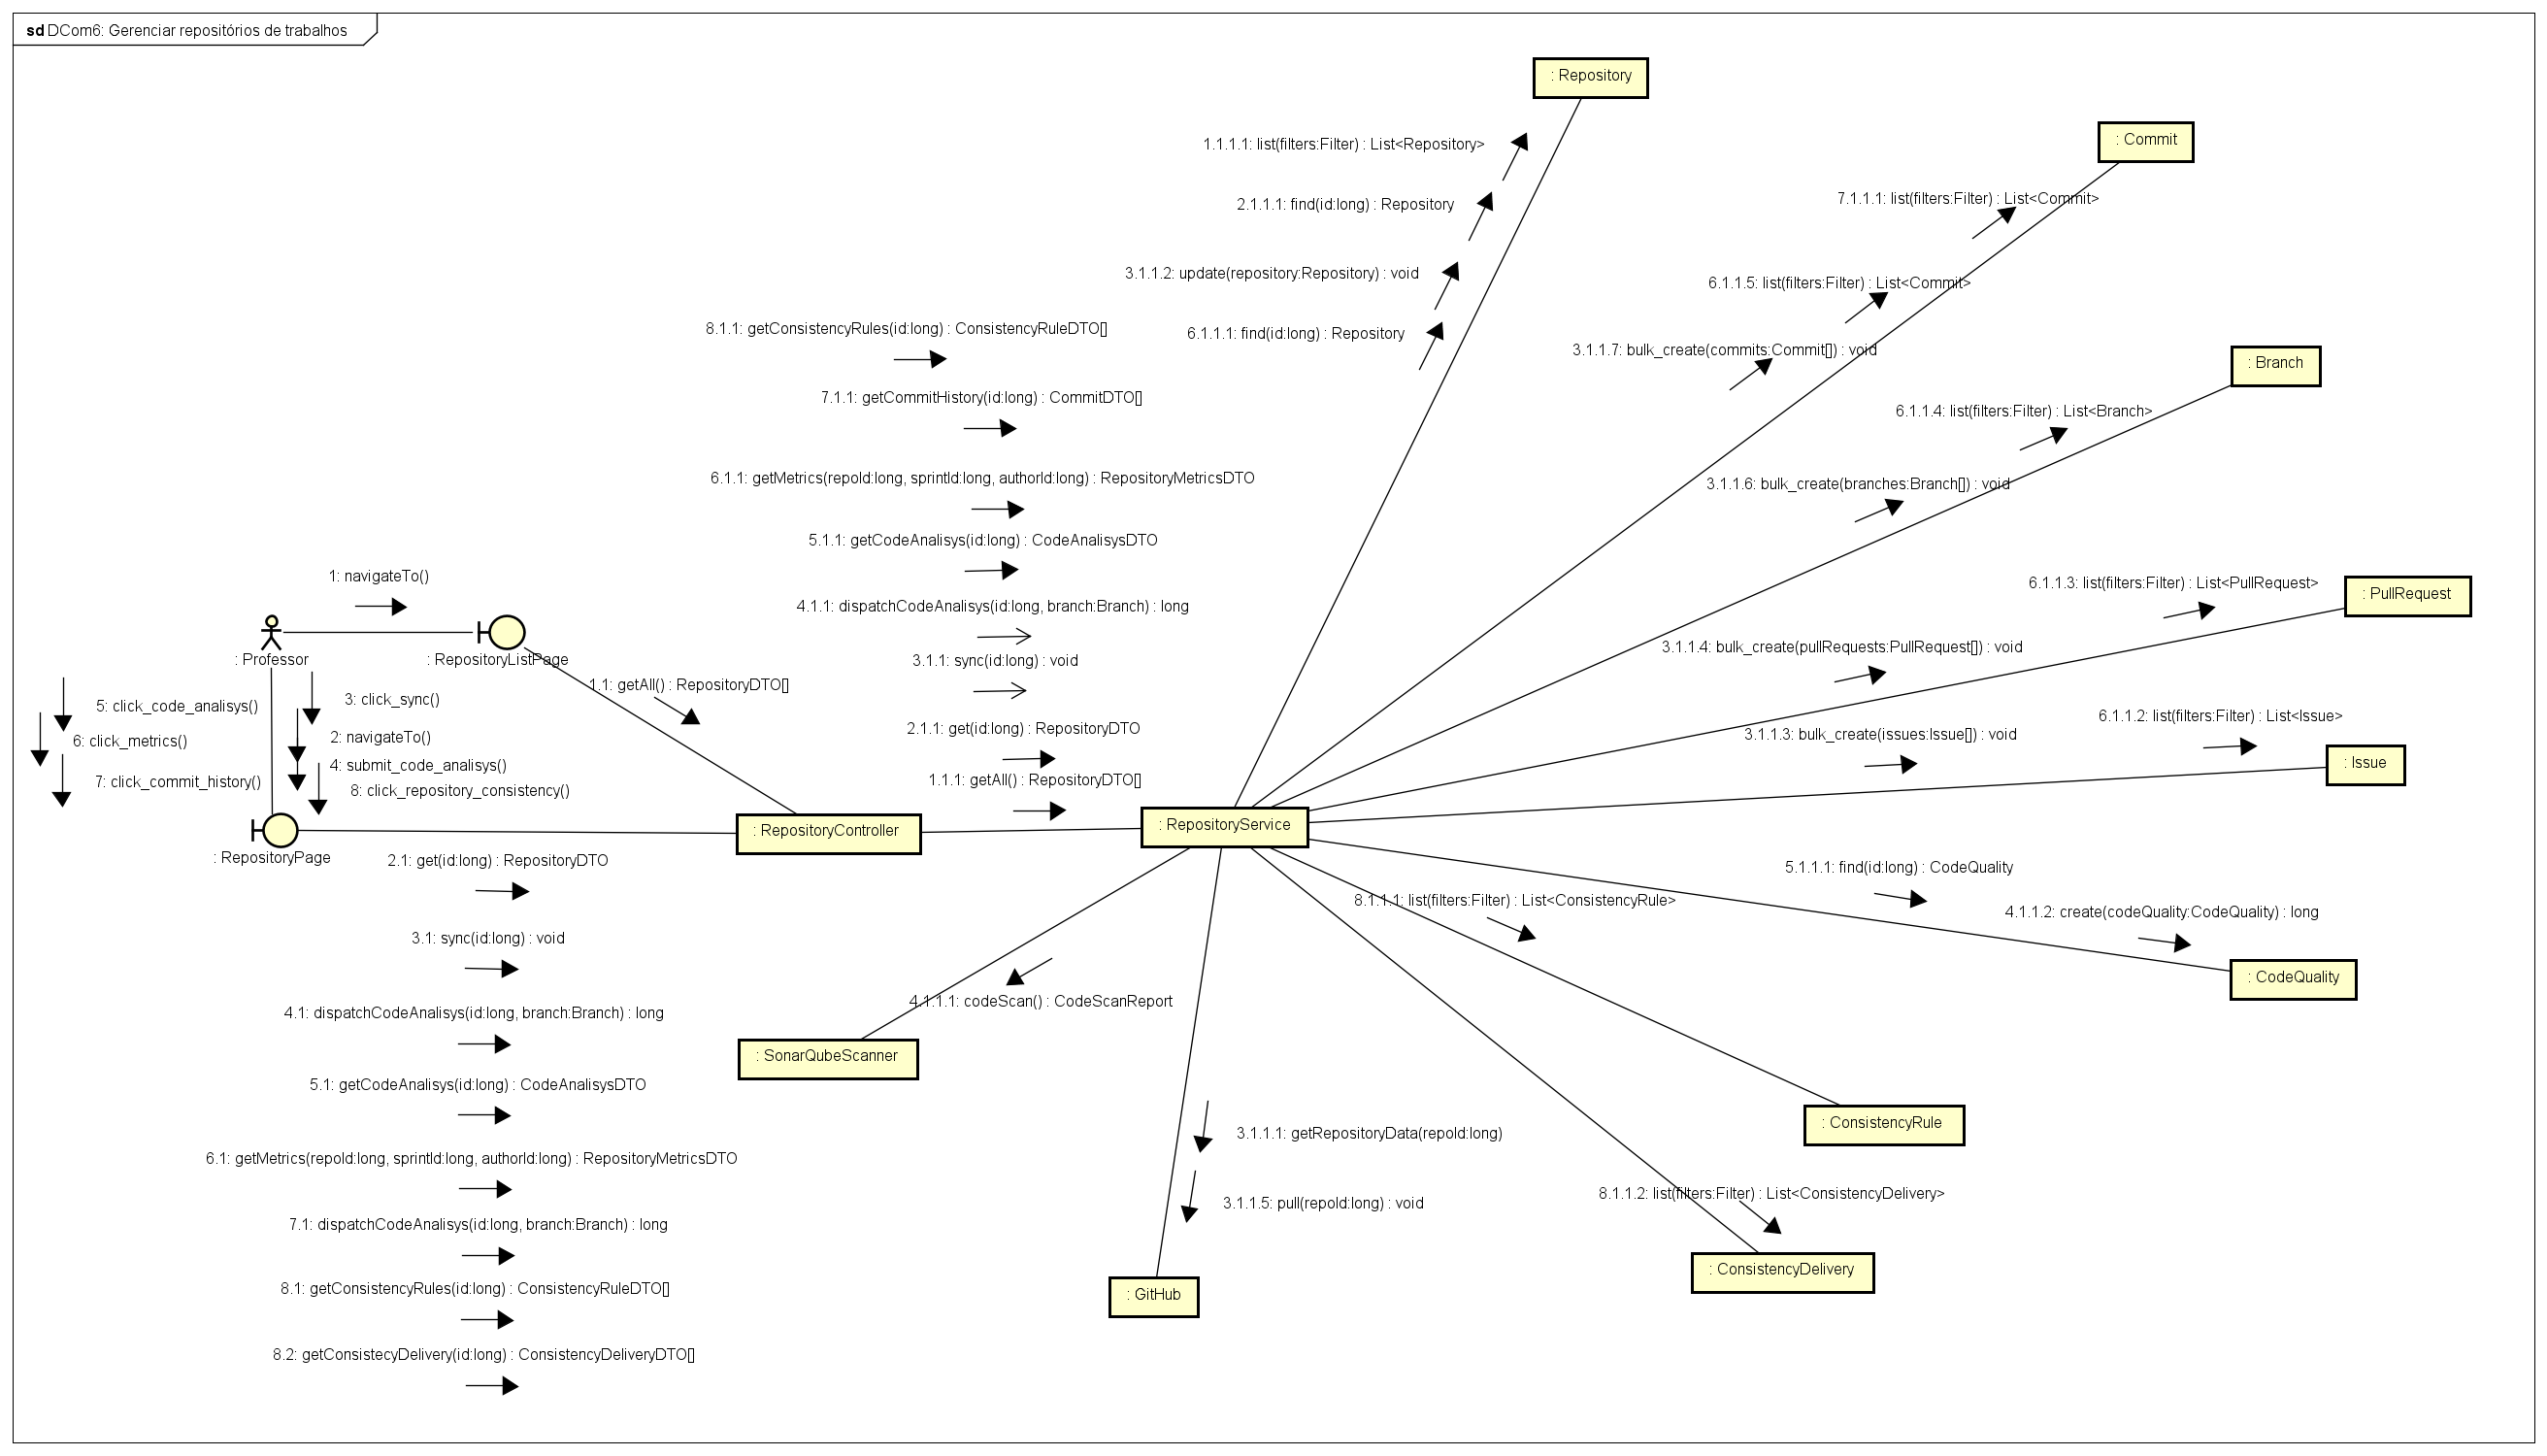 sd DCom6: Gerenciar repositórios de trabalhos
: Repository
: Commit
1.1.1.1: list(filters:Filter) : List<Repository>
7.1.1.1: list(filters:Filter) : List<Commit>
2.1.1.1: find(id:long) : Repository
3.1.1.2: update(repository:Repository) : void
6.1.1.5: list(filters:Filter) : List<Commit>
8.1.1: getConsistencyRules(id:long) : ConsistencyRuleDTO[]
6.1.1.1: find(id:long) : Repository
3.1.1.7: bulk_create(commits:Commit[]) : void
: Branch
7.1.1: getCommitHistory(id:long) : CommitDTO[]
6.1.1.4: list(filters:Filter) : List<Branch>
6.1.1: getMetrics(repoId:long, sprintId:long, authorId:long) : RepositoryMetricsDTO
3.1.1.6: bulk_create(branches:Branch[]) : void
5.1.1: getCodeAnalisys(id:long) : CodeAnalisysDTO
1: navigateTo()
6.1.1.3: list(filters:Filter) : List<PullRequest>
: PullRequest
4.1.1: dispatchCodeAnalisys(id:long, branch:Branch) : long
: Professor
: RepositoryListPage
3.1.1: sync(id:long) : void
3.1.1.4: bulk_create(pullRequests:PullRequest[]) : void
1.1: getAll() : RepositoryDTO[]
5: click_code_analisys()
3: click_sync()
6.1.1.2: list(filters:Filter) : List<Issue>
2.1.1: get(id:long) : RepositoryDTO
3.1.1.3: bulk_create(issues:Issue[]) : void
6: click_metrics()
2: navigateTo()
: Issue
4: submit_code_analisys()
7: click_commit_history()
1.1.1: getAll() : RepositoryDTO[]
8: click_repository_consistency()
: RepositoryController
: RepositoryService
: RepositoryPage
2.1: get(id:long) : RepositoryDTO
5.1.1.1: find(id:long) : CodeQuality
8.1.1.1: list(filters:Filter) : List<ConsistencyRule>
4.1.1.2: create(codeQuality:CodeQuality) : long
3.1: sync(id:long) : void
: CodeQuality
4.1.1.1: codeScan() : CodeScanReport
4.1: dispatchCodeAnalisys(id:long, branch:Branch) : long
: SonarQubeScanner
5.1: getCodeAnalisys(id:long) : CodeAnalisysDTO
: ConsistencyRule
3.1.1.1: getRepositoryData(repoId:long)
6.1: getMetrics(repoId:long, sprintId:long, authorId:long) : RepositoryMetricsDTO
8.1.1.2: list(filters:Filter) : List<ConsistencyDelivery>
3.1.1.5: pull(repoId:long) : void
7.1: dispatchCodeAnalisys(id:long, branch:Branch) : long
: ConsistencyDelivery
8.1: getConsistencyRules(id:long) : ConsistencyRuleDTO[]
: GitHub
8.2: getConsistecyDelivery(id:long) : ConsistencyDeliveryDTO[]